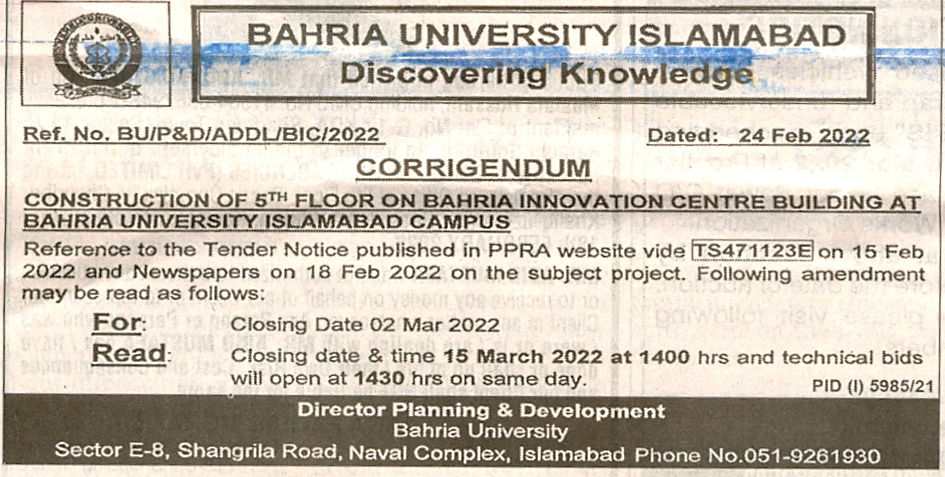 BAHRIA UNIVERSITY ISLAMABAD
Discovering Knowledge
Ref. No. BU/P&D/ADDL/BIC/2022 Dated: 24 Feb 2022
CORRIGENDUM
CONSTRUCTION OF 5TH FLOOR ON BAHRIA INNOVATION CENTRE BUILDING AT
BAHRIA UNIVERSITY ISLAMABAD CAMPUS
Reference to the Tender Notice published in PPRA website vide TS471123E on 15 Feb
2022 and Newspapers on 18 Feb 2022 on the subject project. Following amendment
may be read as follows:
For: Closing Date 02 Mar 2022
Read: Closing date & time 15 March 2022 at 1400 hrs and technical bids
will open at 1430 hrs on same day.
PID (I) 5985/21
Director Planning & Development
Bahria University
Sector E-8, Shangrila Road, Naval Complex, Islamabad Phone No.051-9261930